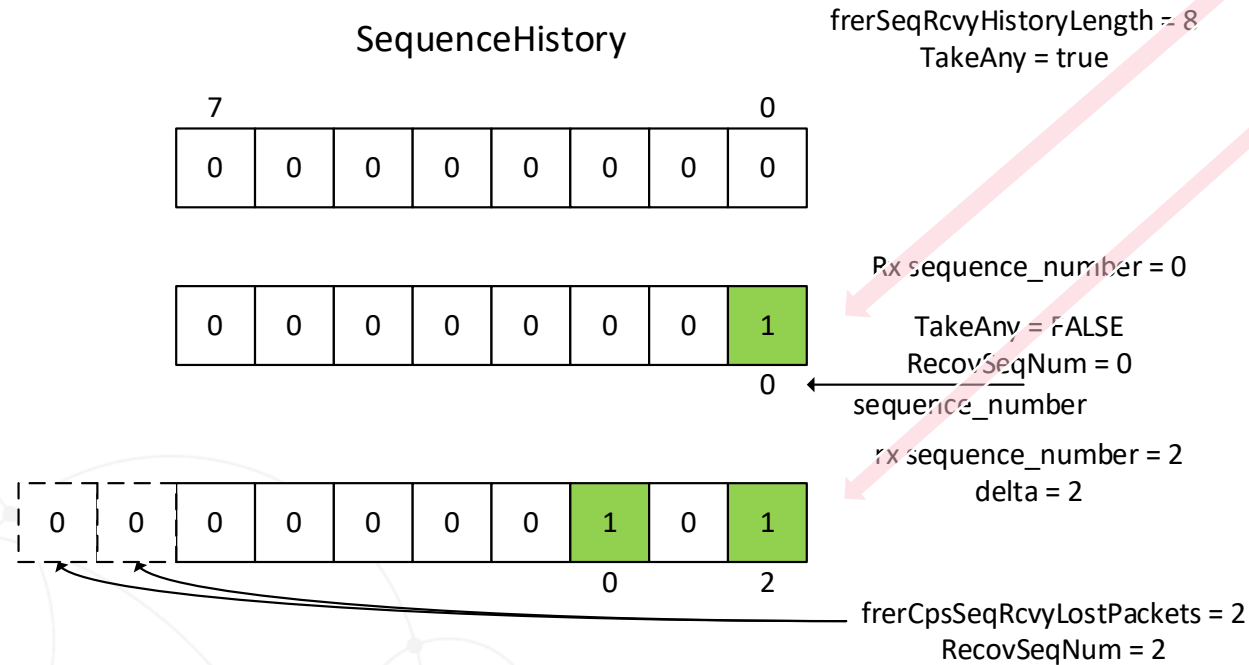 frerSeqRcvyHistoryLength = 8
TakeAny = true
SequenceHistory
7 0
0 0 0 0 0 0 0 0
Rx sequence_number = 0
0 0 0 0 0 0 0 1
TakeAny = FALSE
RecovSeqNum = 0
0
sequence_number
rx sequence_number = 2
delta = 2
0 0 0 0 0 0 0 1 0 1
0 2
frerCpsSeqRcvyLostPackets = 2
RecovSeqNum = 2